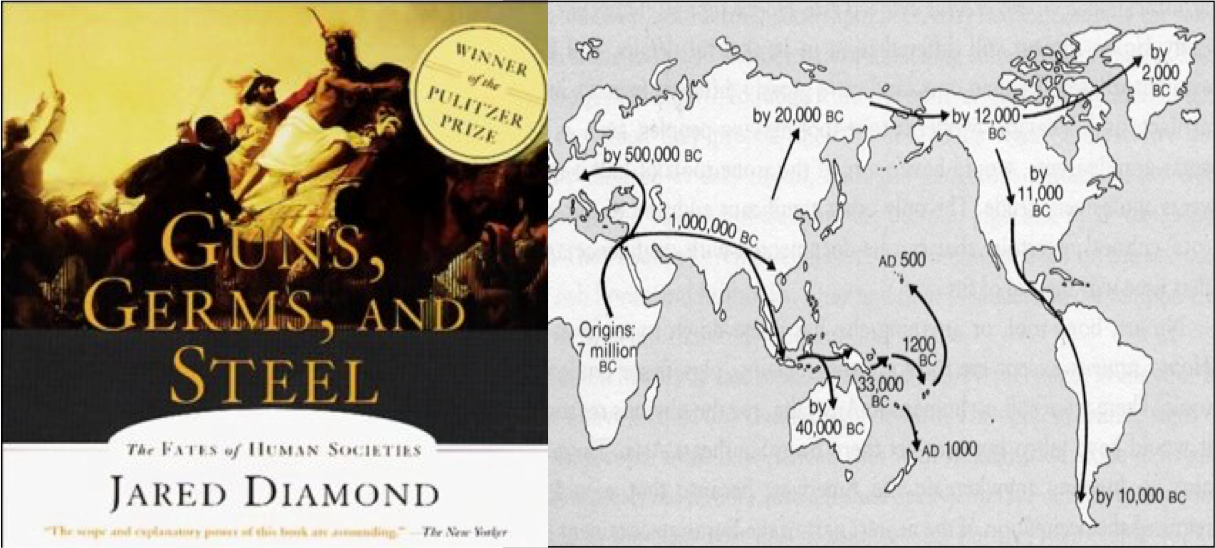 WINNER
of the
PULITZER
PRIZE
GUNS,
GERMS, AND
STEEL
The FATES of HUMAN SOCIETIES
JARED DIAMOND
"The scope and explanatory power of this book are astounding." —The New Yorker
by
2,000
BC
by 20,000 BC
by 12,000
BC
by 500,000 BC
by
11,000
BC
1,000,000 BC
AD 500
Origins:
7 million
BC
1200
BC
33,000
BC
by
40,000 BC
AD 1000
by 10,000 BC